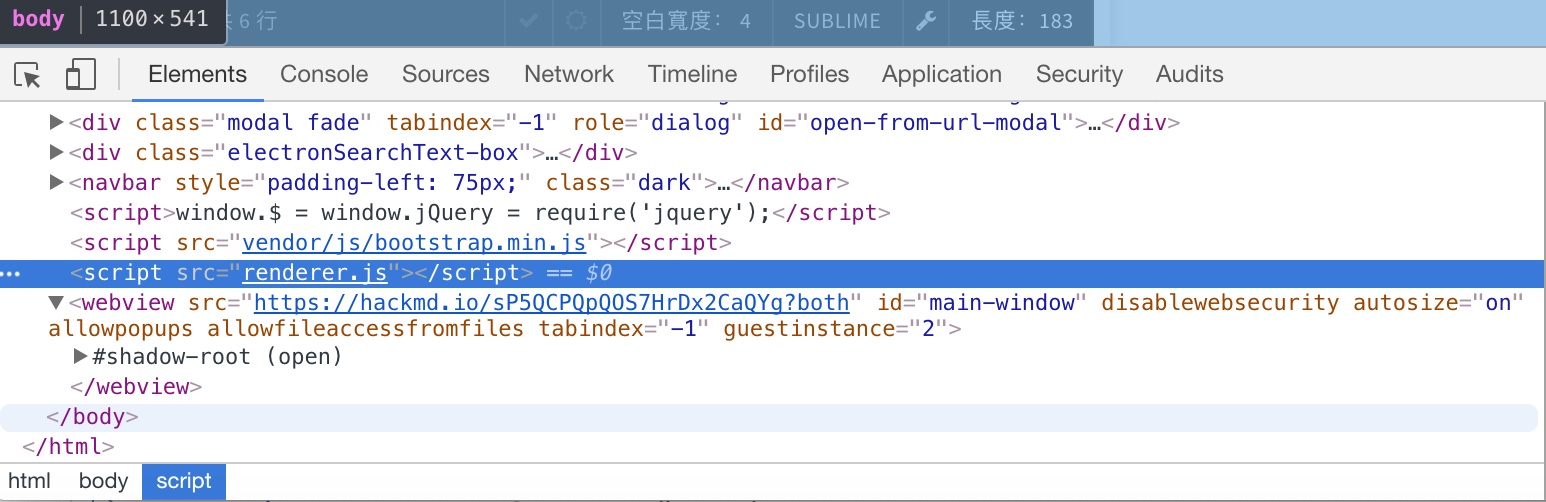 body 1100 × 541 6 行 空白寬度： 4 SUBLIME 長度： 183
Elements Console Sources Network Timeline Profiles Application Security Audits
▶<div class="modal fade" tabindex="-1" role="dialog" id="open-from-url-modal">…</div>
▶<div class="electronSearchText-box">…</div>
▶<navbar style="padding-left: 75px;" class="dark">…</navbar>
<script>window.$ = window.jQuery = require('jquery');</script>
<script src="vendor/js/bootstrap.min.js"></script>
… <script src="renderer.js"></script> == $0
▼<webview src="https://hackmd.io/sP5QCPQpQOS7HrDx2CaQYg?both" id="main-window" disablewebsecurity autosize="on"
allowpopups allowfileaccessfromfiles tabindex="-1" guestinstance="2">
▶#shadow-root (open)
</webview>
</body>
</html>
html body script